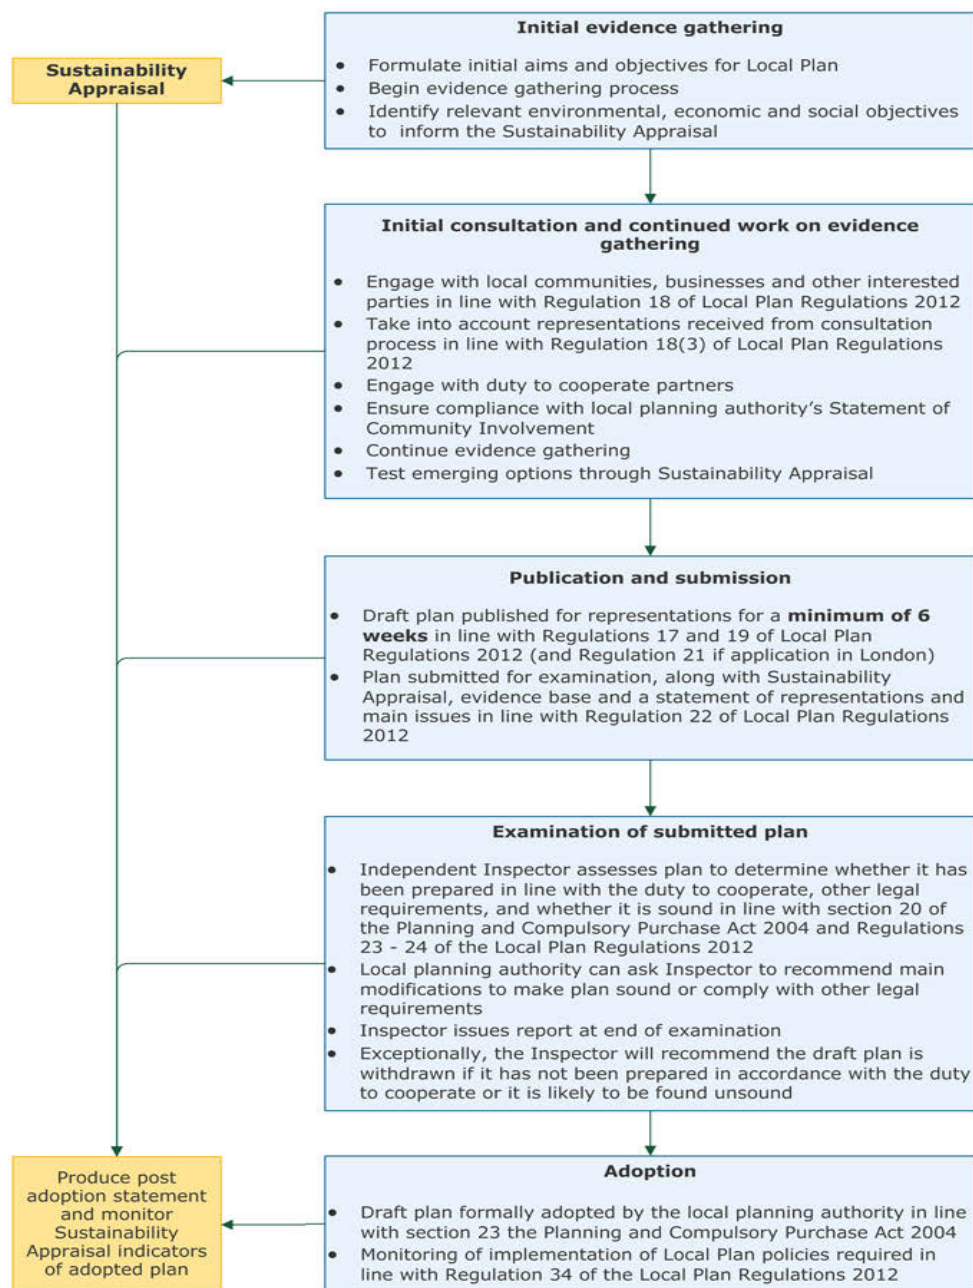 Initial evidence gathering
• Formulate initial aims and objectives for Local Plan
• Begin evidence gathering process
• Identify relevant environmental, economic and social objectives
to inform the Sustainability Appraisal
Sustainability
Appraisal
Initial consultation and continued work on evidence
gathering
• Engage with local communities, businesses and other interested
parties in line with Regulation 18 of Local Plan Regulations 2012
• Take into account representations received from consultation
process in line with Regulation 18(3) of Local Plan Regulations
2012
• Engage with duty to cooperate partners
• Ensure compliance with local planning authority’s Statement of
Community Involvement
• Continue evidence gathering
• Test emerging options through Sustainability Appraisal
Publication and submission
• Draft plan published for representations for a minimum of 6
weeks in line with Regulations 17 and 19 of Local Plan
Regulations 2012 (and Regulation 21 if application in London)
• Plan submitted for examination, along with Sustainability
Appraisal, evidence base and a statement of representations and
main issues in line with Regulation 22 of Local Plan Regulations
2012
Examination of submitted plan
• Independent Inspector assesses plan to determine whether it has
been prepared in line with the duty to cooperate, other legal
requirements, and whether it is sound in line with section 20 of
the Planning and Compulsory Purchase Act 2004 and Regulations
23 - 24 of the Local Plan Regulations 2012
• Local planning authority can ask Inspector to recommend main
modifications to make plan sound or comply with other legal
requirements
• Inspector issues report at end of examination
• Exceptionally, the Inspector will recommend the draft plan is
withdrawn if it has not been prepared in accordance with the duty
to cooperate or it is likely to be found unsound
Adoption
• Draft plan formally adopted by the local planning authority in line
with section 23 the Planning and Compulsory Purchase Act 2004
• Monitoring of implementation of Local Plan policies required in
line with Regulation 34 of the Local Plan Regulations 2012
Produce post
adoption statement
and monitor
Sustainability
Appraisal indicators
of adopted plan